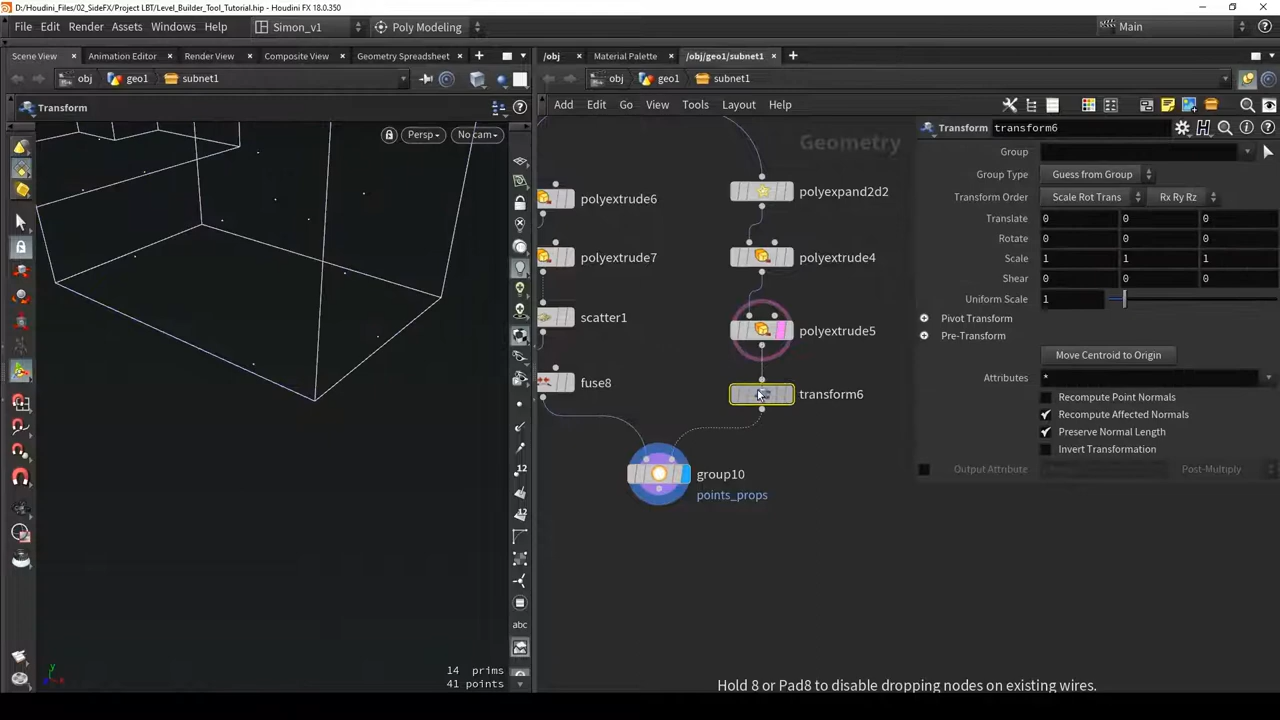 D:/Houdini_Files/02_SideFX/Project LBT/Level_Builder_Tool_Tutorial.hip - Houdini FX 18.0.350
File Edit Render Assets Windows Help Simon_v1 Poly Modeling Main
Scene View Animation Editor Render View Composite View Geometry Spreadsheet /obj Material Palette /obj/geo1/subnet1
obj geo1 subnet1 obj geo1 subnet1
Transform Add Edit Go View Tools Layout Help
Persp No cam Geometry Transform transform6
Group
Group Type Guess from Group
Transform Order Scale Rot Trans Rx Ry Rz
Translate 0 0 0
Rotate 0 0 0
Scale 1 1 1
Shear 0 0 0
Uniform Scale 1
Pivot Transform
Pre-Transform
Move Centroid to Origin
Attributes *
Recompute Point Normals
Recompute Affected Normals
Preserve Normal Length
Invert Transformation
Output Attribute Post-Multiply
polyexpand2d2
polyextrude6
polyextrude7 polyextrude4
scatter1 polyextrude5
fuse8 transform6
group10
points_props
12
12
abc
y
14 prims
41 points
Hold 8 or Pad8 to disable dropping nodes on existing wires.